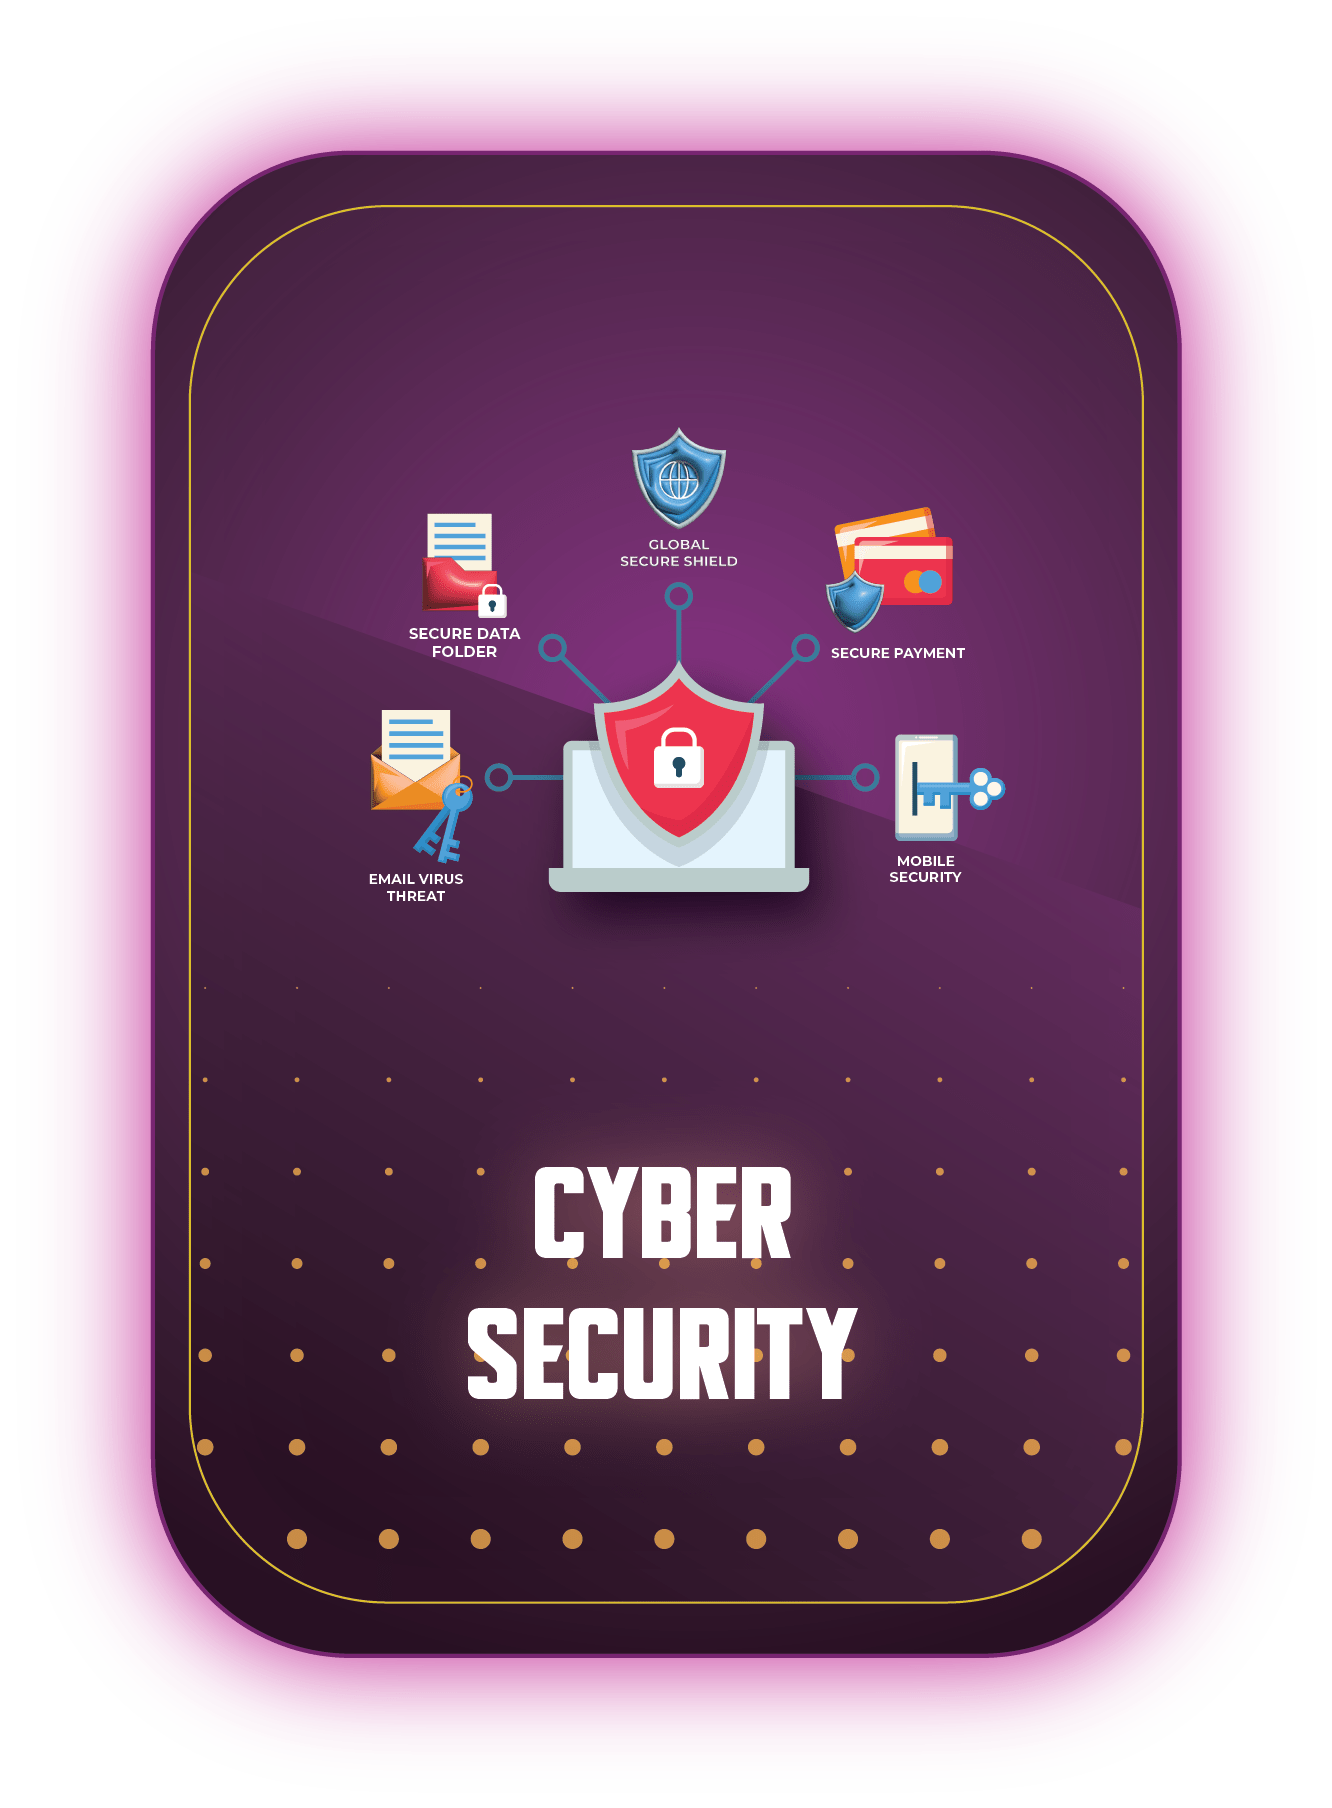 GLOBAL
SECURE SHIELD
SECURE DATA
FOLDER
SECURE PAYMENT
EMAIL VIRUS
THREAT
MOBILE
SECURITY
CYBER
SECURITY